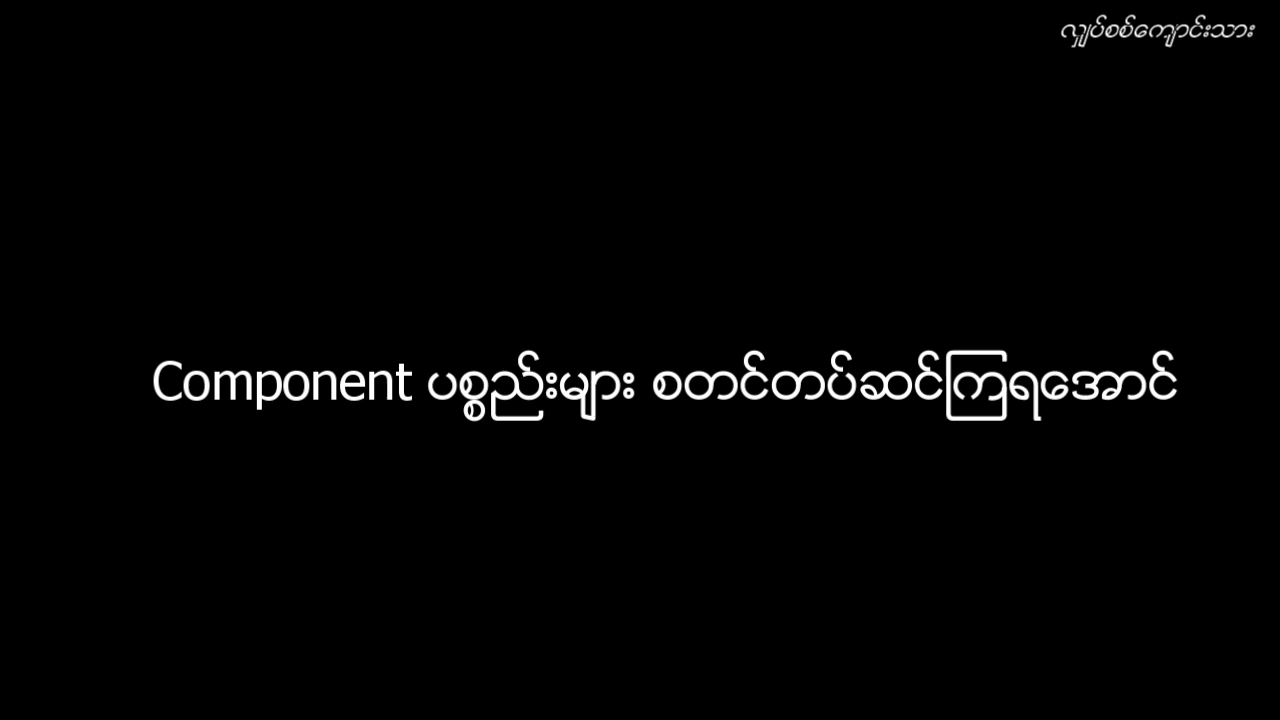 လျှပ်စစ်ကျောင်းသား
Component ပစ္စည်းများ စတင်တပ်ဆင်ကြရအောင်